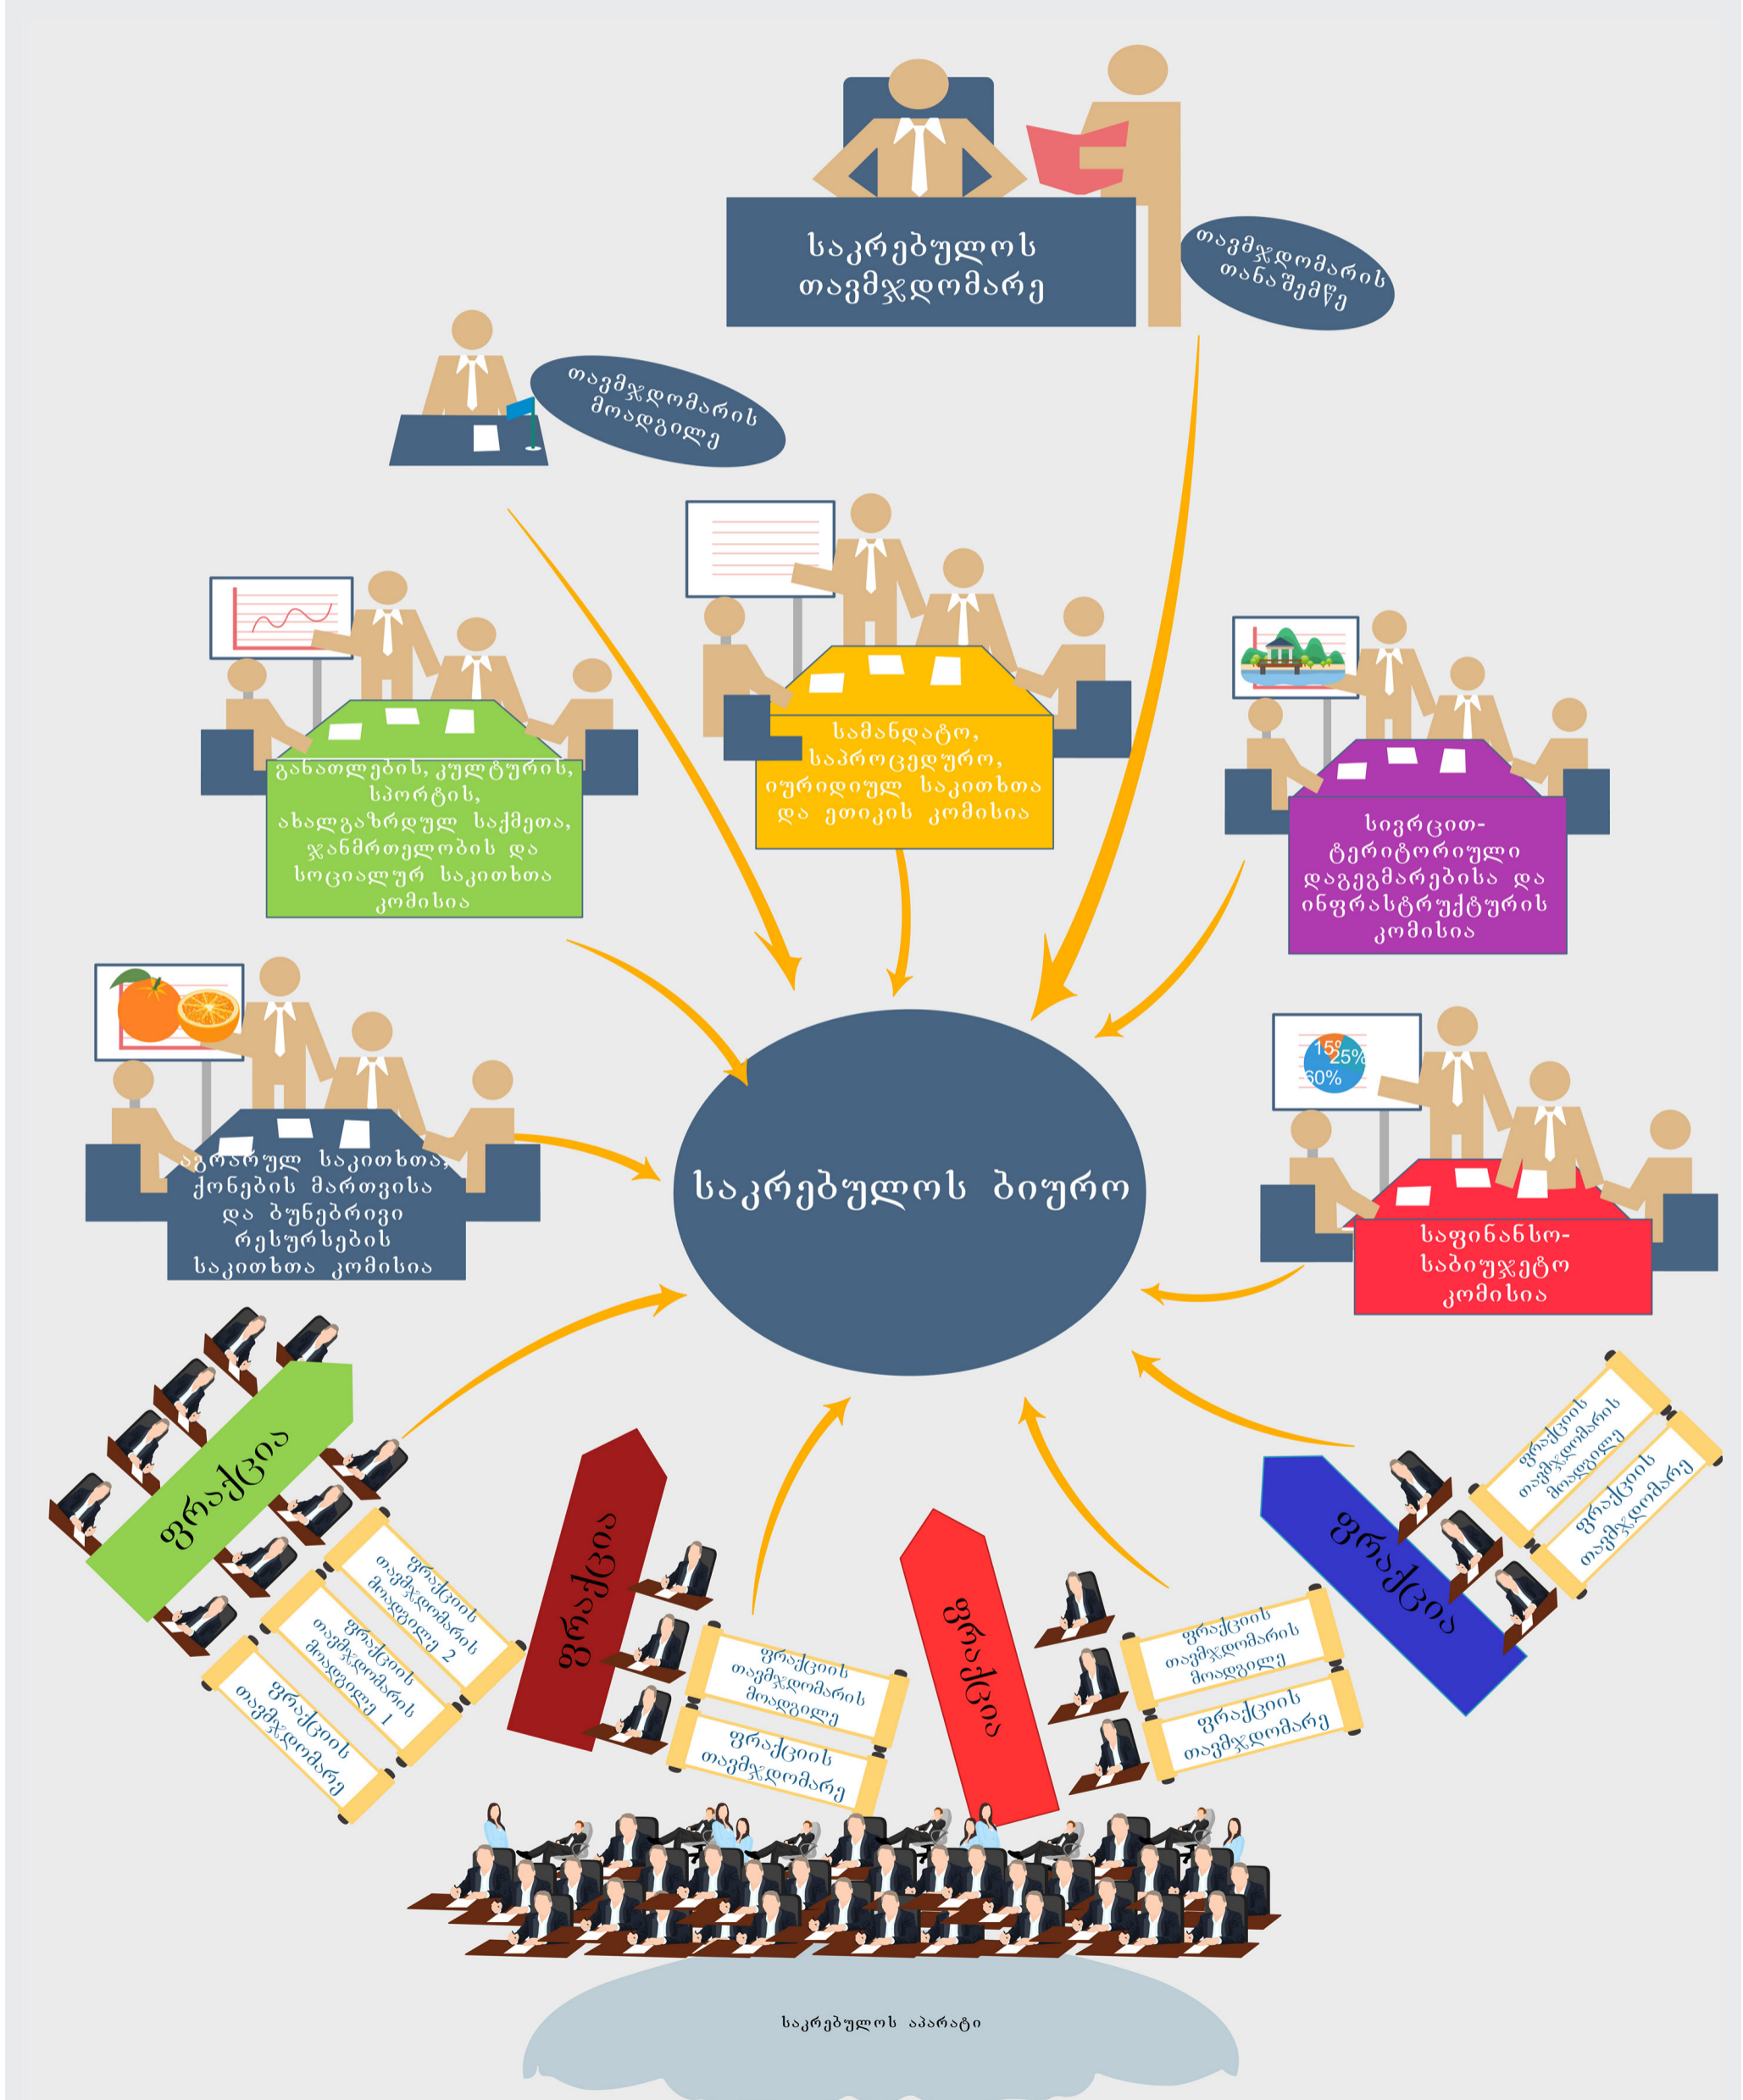 საკრებულოს
თავმჯდომარე
თავმჯდომარის
თანაშემწე
თავმჯდომარის
მოადგილე
სამანდატო,
საპროცედურო,
იურიდიულ საკითხთა
და ეთიკის კომისია
განათლების, კულტურის,
სპორტის,
ახალგაზრდულ საქმეთა,
ჯანმრთელობის და
სოციალურ საკითხთა
კომისია
სივრცით-
ტერიტორიული
დაგეგმარებისა და
ინფრასტრუქტურის
კომისია
აგრარულ საკითხთა,
ქონების მართვისა
და ბუნებრივი
რესურსების
საკითხთა კომისია
საკრებულოს ბიურო
15%
25%
60%
საფინანსო-
საბიუჯეტო
კომისია
ფრაქცია
ფრაქციის
თავმჯდომარის
მოადგილე 2
ფრაქციის
თავმჯდომარის
მოადგილე 1
ფრაქციის
თავმჯდომარე
ფრაქცია
ფრაქციის
თავმჯდომარის
მოადგილე
ფრაქციის
თავმჯდომარე
ფრაქცია
ფრაქციის
თავმჯდომარის
მოადგილე
ფრაქციის
თავმჯდომარე
ფრაქცია
ფრაქციის
თავმჯდომარის
მოადგილე
ფრაქციის
თავმჯდომარე
საკრებულოს აპარატი